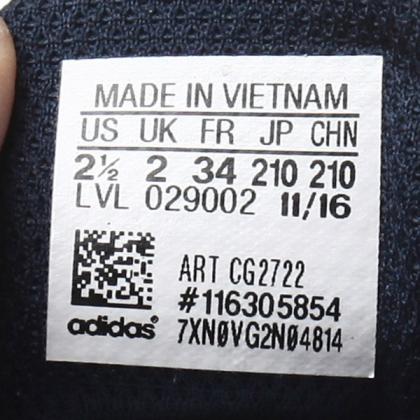 MADE IN VIETNAM
US UK FR JP CHN
2½ 2 34 210 210
LVL 029002 11/16
ART CG2722
#116305854
adidas® 7XN0VG2N04814